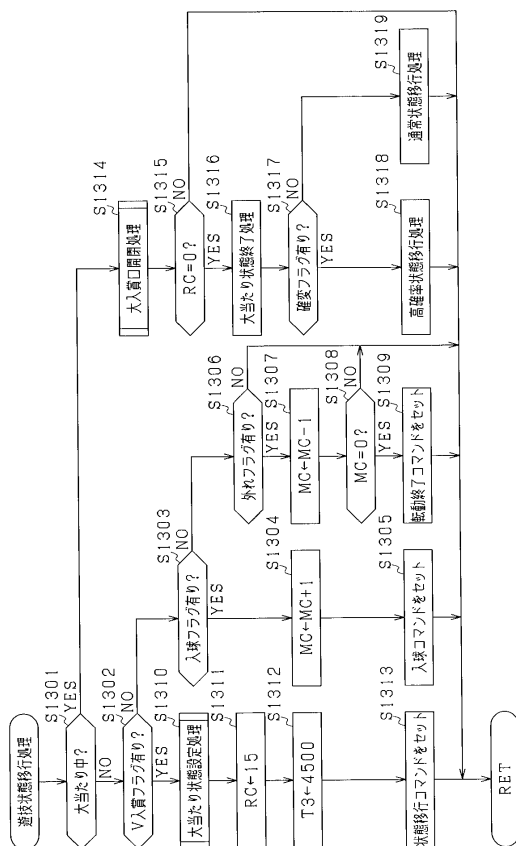 遊技状態移行処理
S1301
大当たり中?
YES
NO
S1302
V入賞フラグ有り?
NO
YES
S1310
大当たり状態設定処理
S1311
RC←15
S1312
T3←4500
S1313
状態移行コマンドをセット
RET
S1303
入球フラグ有り?
NO
YES
S1304
MC←MC+1
S1305
入球コマンドをセット
S1306
外れフラグ有り?
NO
YES
S1307
MC←MC-1
S1308
MC=0?
NO
YES
S1309
転動終了コマンドをセット
S1314
大入賞口開閉処理
S1315
RC=0?
NO
YES
S1316
大当たり状態終了処理
S1317
確変フラグ有り?
NO
YES
S1318
高確率状態移行処理
S1319
通常状態移行処理